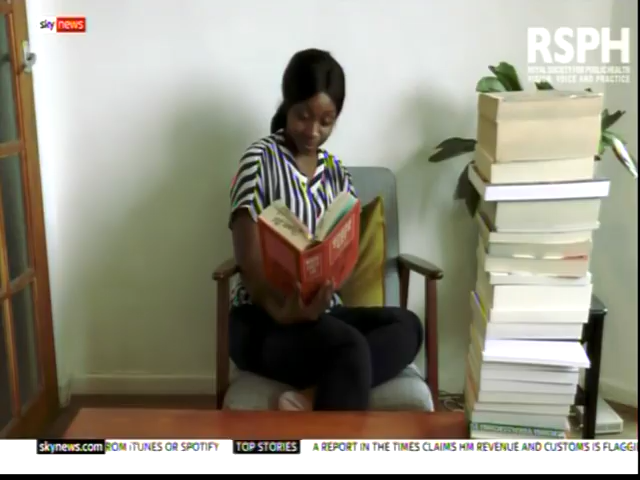 sky news
RSPH
ROYAL SOCIETY FOR PUBLIC HEALTH
VISION, VOICE AND PRACTICE
skynews.com ROM iTUNES OR SPOTIFY TOP STORIES A REPORT IN THE TIMES CLAIMS HM REVENUE AND CUSTOMS IS FLAGGI